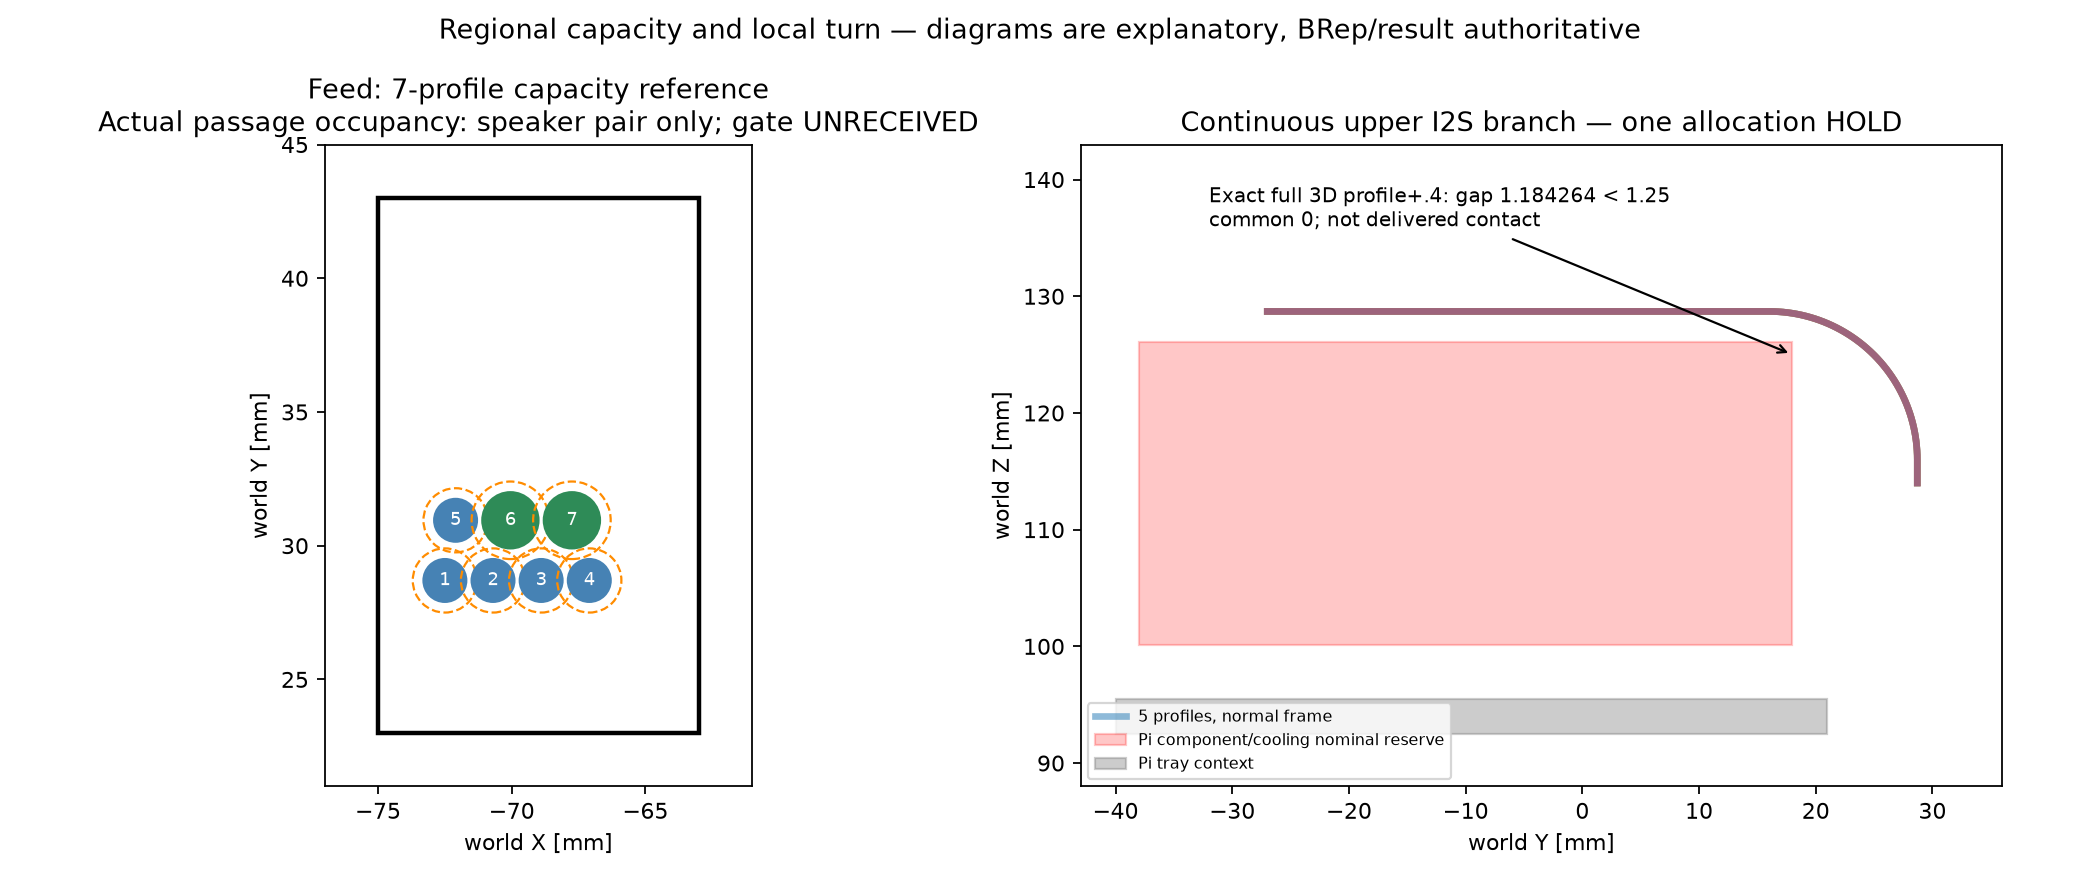 Regional capacity and local turn — diagrams are explanatory, BRep/result authoritative
Feed: 7-profile capacity reference
Actual passage occupancy: speaker pair only; gate UNRECEIVED
45
40
35
30
25
world Y [mm]
5
6
7
1
2
3
4
−75
−70
−65
world X [mm]
Continuous upper I2S branch — one allocation HOLD
140
130
120
110
100
90
world Z [mm]
Exact full 3D profile+.4: gap 1.184264 < 1.25
common 0; not delivered contact
5 profiles, normal frame
Pi component/cooling nominal reserve
Pi tray context
−40
−30
−20
−10
0
10
20
30
world Y [mm]